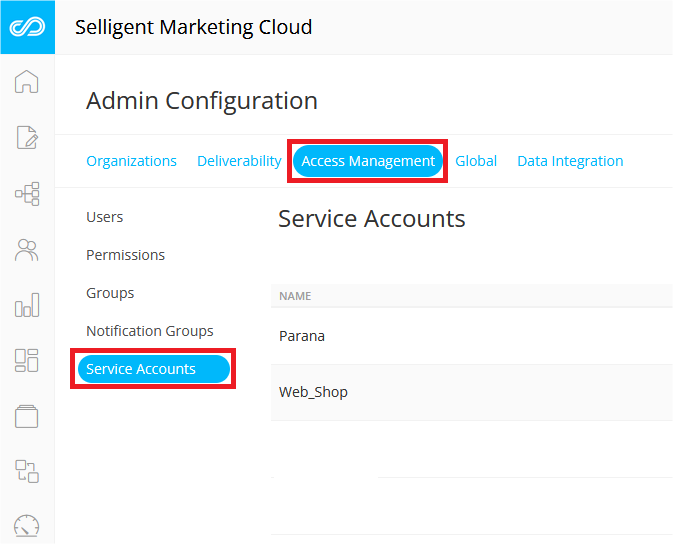 Selligent Marketing Cloud
Admin Configuration
Organizations Deliverability Access Management Global Data Integration
Users
Permissions
Groups
Notification Groups
Service Accounts
Service Accounts
NAME
Parana
Web_Shop